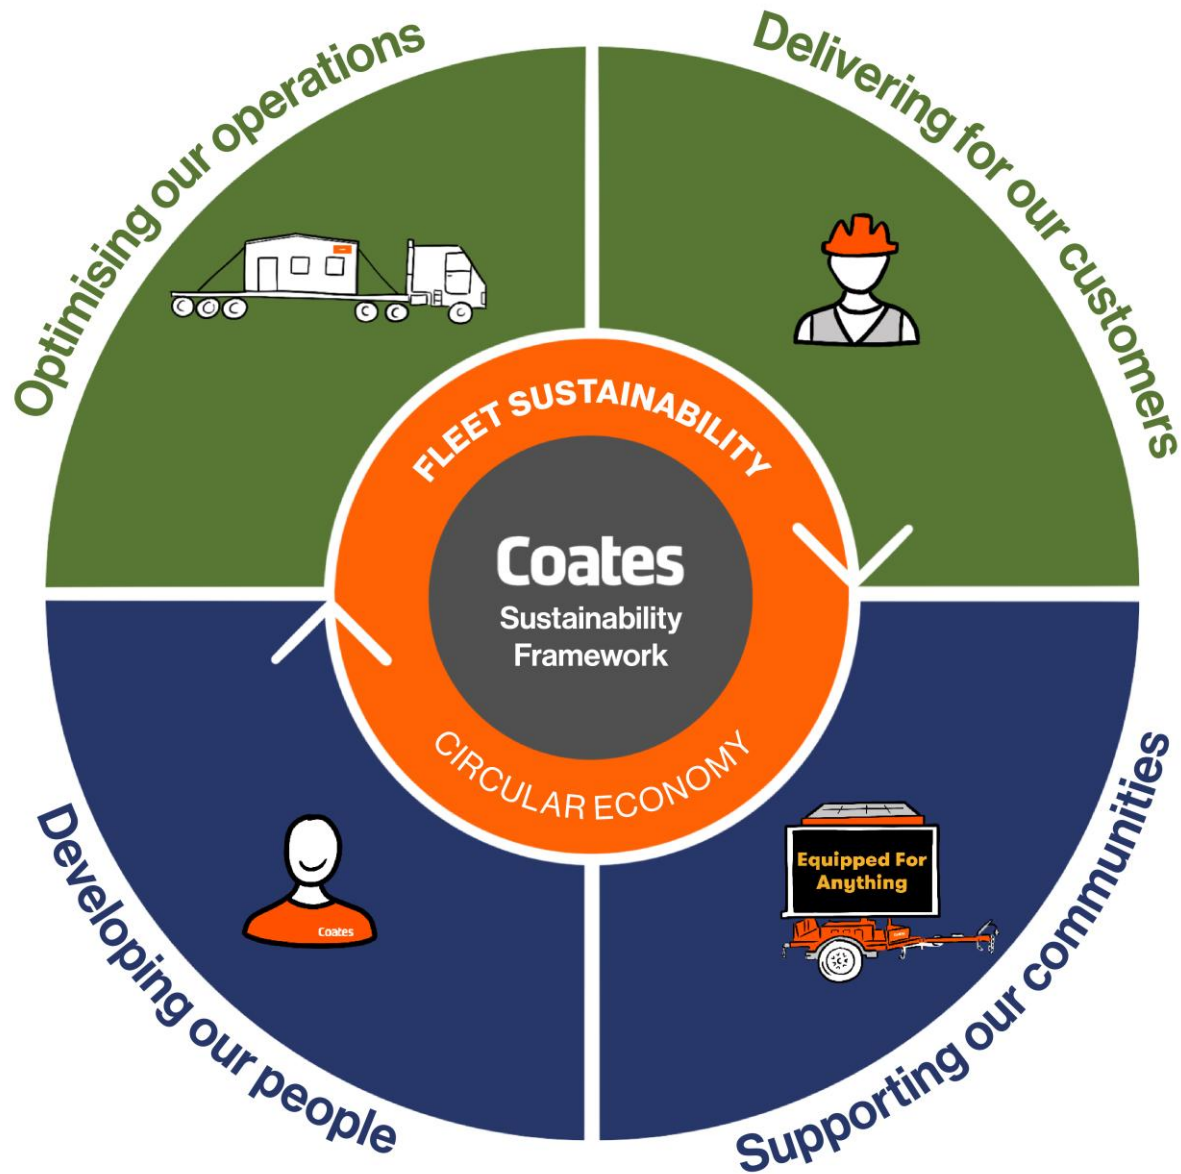 Optimising our operations
Delivering for our customers
FLEET SUSTAINABILITY
Coates
Sustainability
Framework
CIRCULAR ECONOMY
Developing our people
Coates
Supporting our communities
Equipped For
Anything